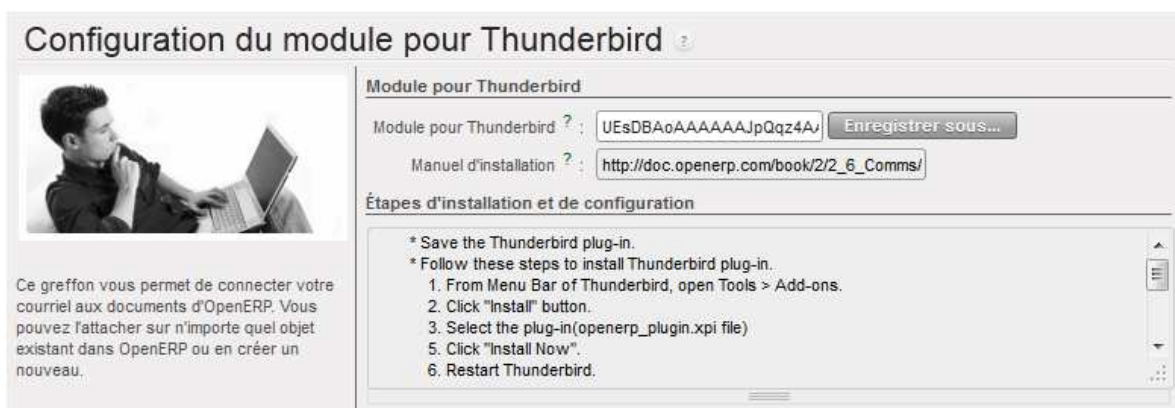 Configuration du module pour Thunderbird ?
Module pour Thunderbird
Module pour Thunderbird ? : UEsDBAoAAAAAAJpQqz4A Enregistrer sous...
Manuel d'installation ? : http://doc.openerp.com/book/2/2_6_Comms/
Étapes d'installation et de configuration
* Save the Thunderbird plug-in.
* Follow these steps to install Thunderbird plug-in.
1. From Menu Bar of Thunderbird, open Tools > Add-ons.
2. Click "Install" button.
3. Select the plug-in(openerp_plugin.xpi file)
5. Click "Install Now".
6. Restart Thunderbird.
Ce greffon vous permet de connecter votre
courriel aux documents d'OpenERP. Vous
pouvez l'attacher sur n'importe quel objet
existant dans OpenERP ou en créer un
nouveau.